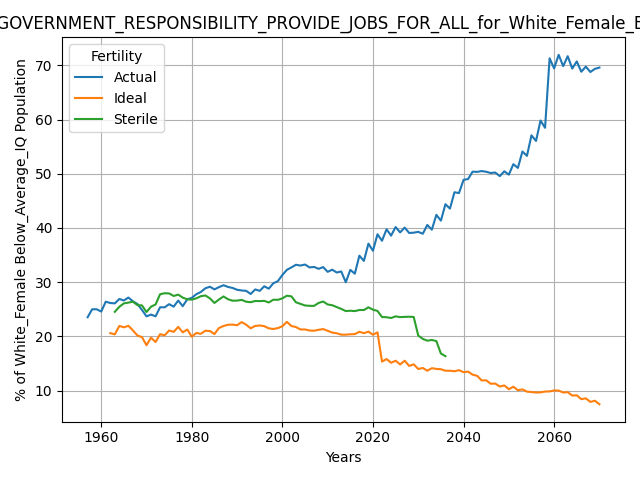 GOVERNMENT_RESPONSIBILITY_PROVIDE_JOBS_FOR_ALL_for_White_Female_B
% of White_Female Below_Average_IQ Population
Fertility
Actual
Ideal
Sterile
70
60
50
40
30
20
10
1960 1980 2000 2020 2040 2060
Years